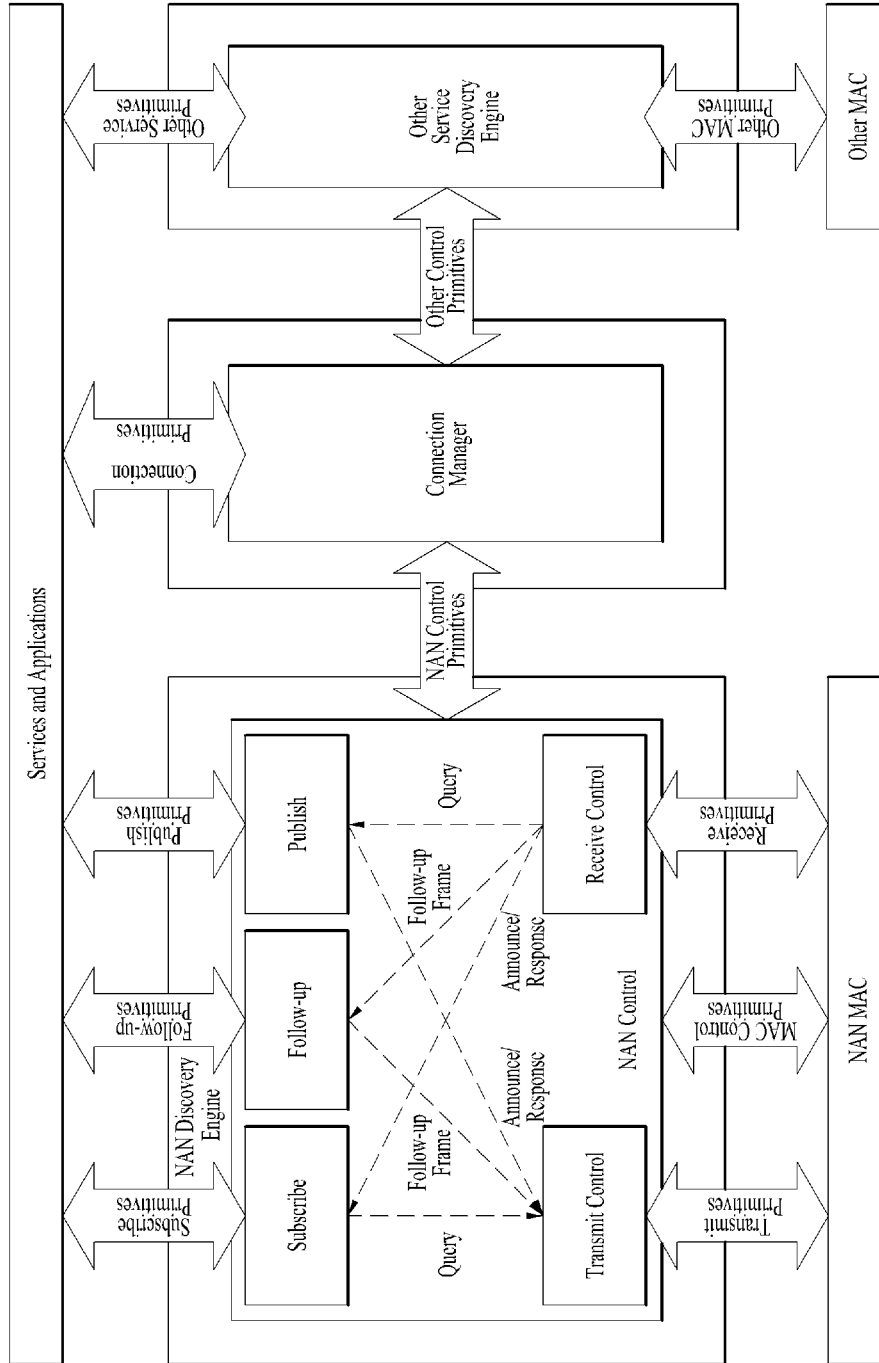 Services and Applications
Subscribe
Primitives
Follow-up
Primitives
Publish
Primitives
Connection
Primitives
Other Service
Primitives
NAN Discovery
Engine
Subscribe
Follow-up
Publish
Query
Follow-up
Frame
Follow-up
Frame
Query
Announce/
Response
Announce/
Response
Transmit Control
NAN Control
Receive Control
NAN Control
Primitives
Connection
Manager
Other Control
Primitives
Other
Service
Discovery
Engine
Transmit
Primitives
MAC Control
Primitives
Receive
Primitives
Other MAC
Primitives
NAN MAC
Other MAC